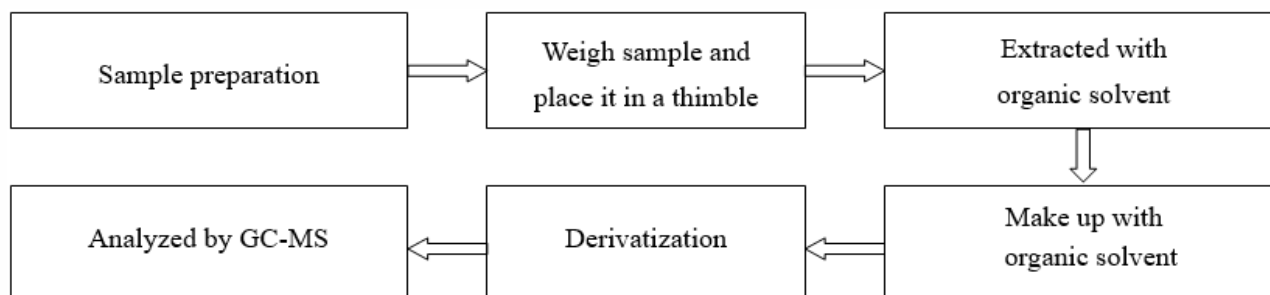 Sample preparation
Weigh sample and
place it in a thimble
Extracted with
organic solvent
Make up with
organic solvent
Derivatization
Analyzed by GC-MS